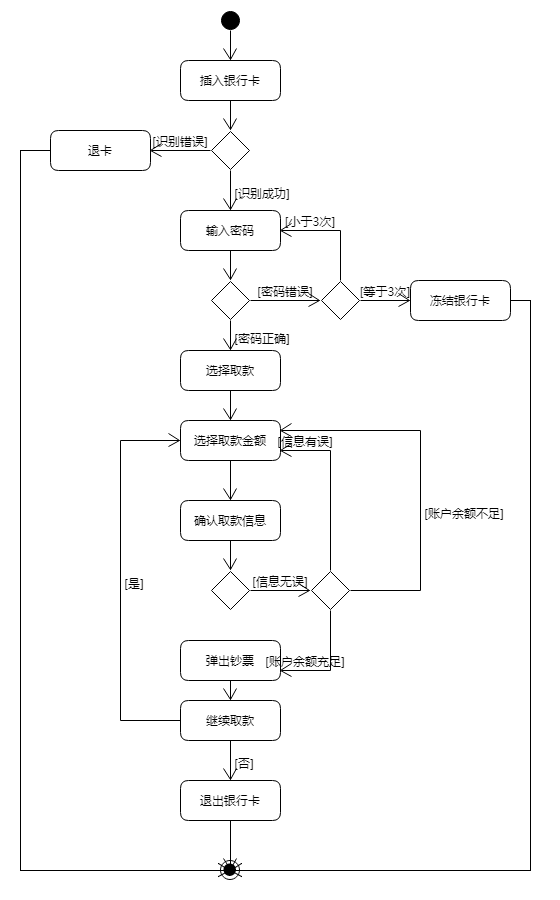 插入银行卡
[识别错误]
退卡
[识别成功]
输入密码
[小于3次]
[密码错误]
[等于3次]
冻结银行卡
[密码正确]
选择取款
选择取款金额
[信息有误]
[账户余额不足]
确认取款信息
[信息无误]
[是]
弹出钞票
[账户余额充足]
继续取款
[否]
退出银行卡